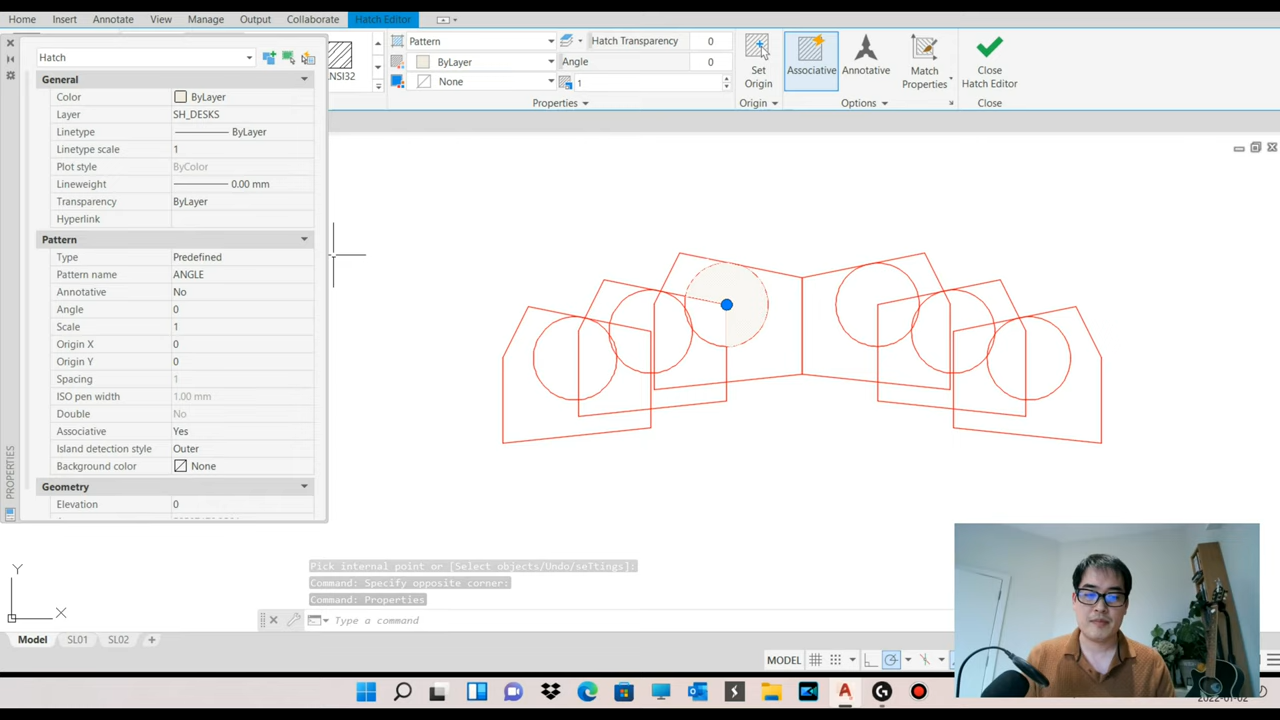 Home Insert Annotate View Manage Output Collaborate Hatch Editor
Hatch
General
Color ByLayer
Layer SH_DESKS
Linetype ByLayer
Linetype scale 1
Plot style ByColor
Lineweight 0.00 mm
Transparency ByLayer
Hyperlink
Pattern
Type Predefined
Pattern name ANGLE
Annotative No
Angle 0
Scale 1
Origin X 0
Origin Y 0
Spacing 1
ISO pen width 1.00 mm
Double No
Associative Yes
Island detection style Outer
Background color None
Geometry
Elevation 0
PROPERTIES
NSI32
Pattern
ByLayer
None
Hatch Transparency 0
Angle 0
1
Properties
Set
Origin
Origin
Associative
Annotative
Match
Properties
Options
Close
Hatch Editor
Close
Pick internal point or [Select objects/Undo/seTtings]:
Command: Specify opposite corner:
Command: Properties
Type a command
Y
X
Model SL01 SL02 +
MODEL